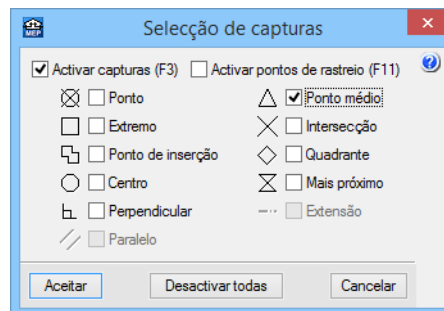 MEP Selecção de capturas
Activar capturas (F3) Activar pontos de rastreio (F11)
Ponto Ponto médio
Extremo Intersecção
Ponto de inserção Quadrante
Centro Mais próximo
Perpendicular Extensão
Paralelo
Aceitar Desactivar todas Cancelar